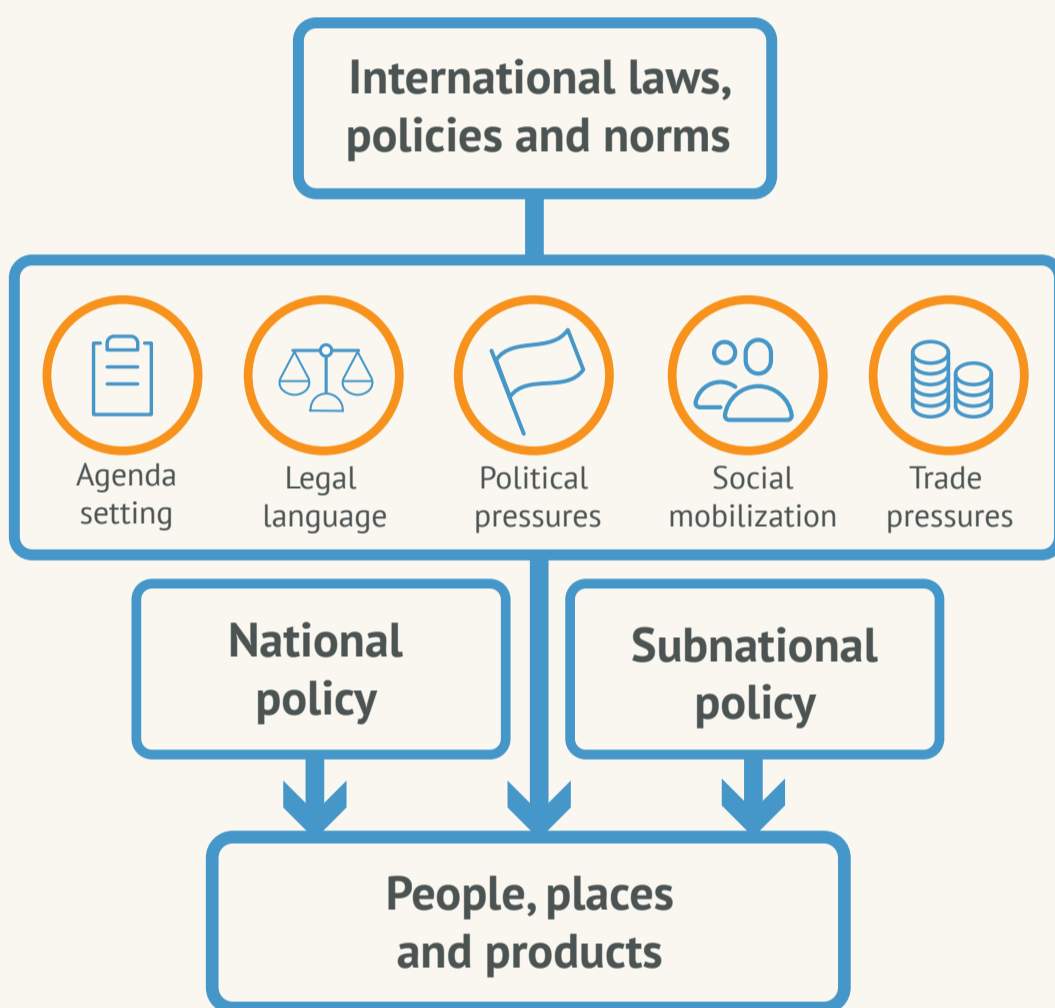 International laws,
policies and norms
Agenda
setting
Legal
language
Political
pressures
Social
mobilization
Trade
pressures
National
policy
Subnational
policy
People, places
and products